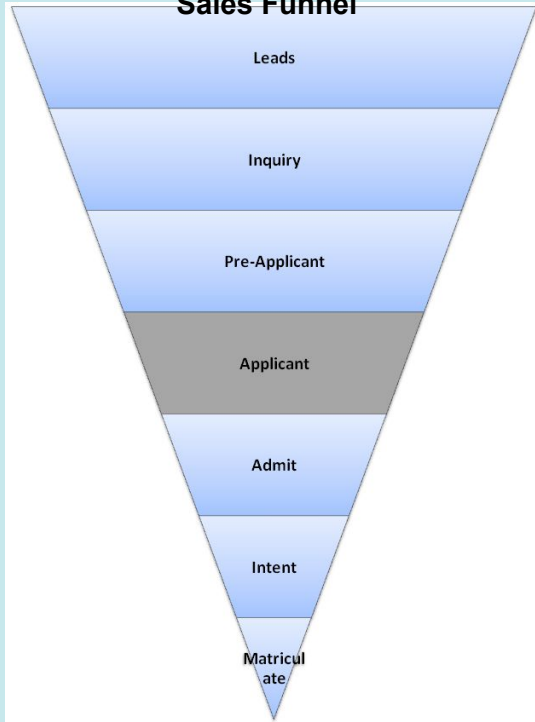 Sales Funnel
Leads
Inquiry
Pre-Applicant
Applicant
Admit
Intent
Matricul
ate